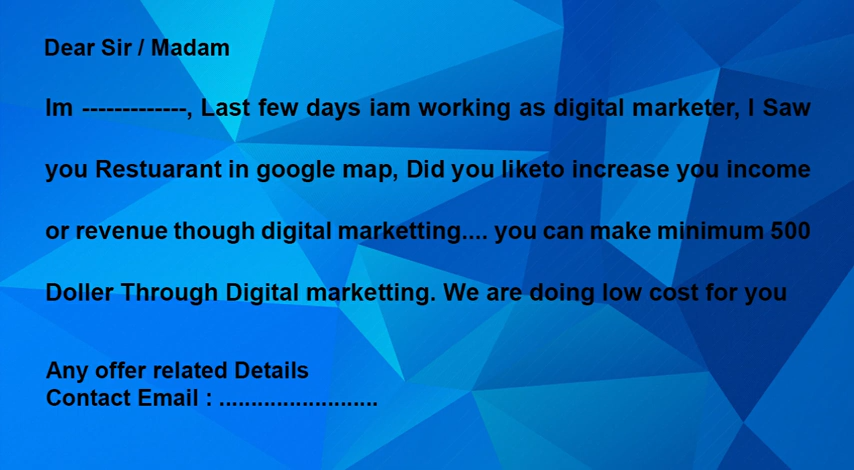 Dear Sir / Madam
Im -------------, Last few days iam working as digital marketer, I Saw
you Restuarant in google map, Did you liketo increase you income
or revenue though digital marketting.... you can make minimum 500
Doller Through Digital marketting. We are doing low cost for you
Any offer related Details
Contact Email : .........................